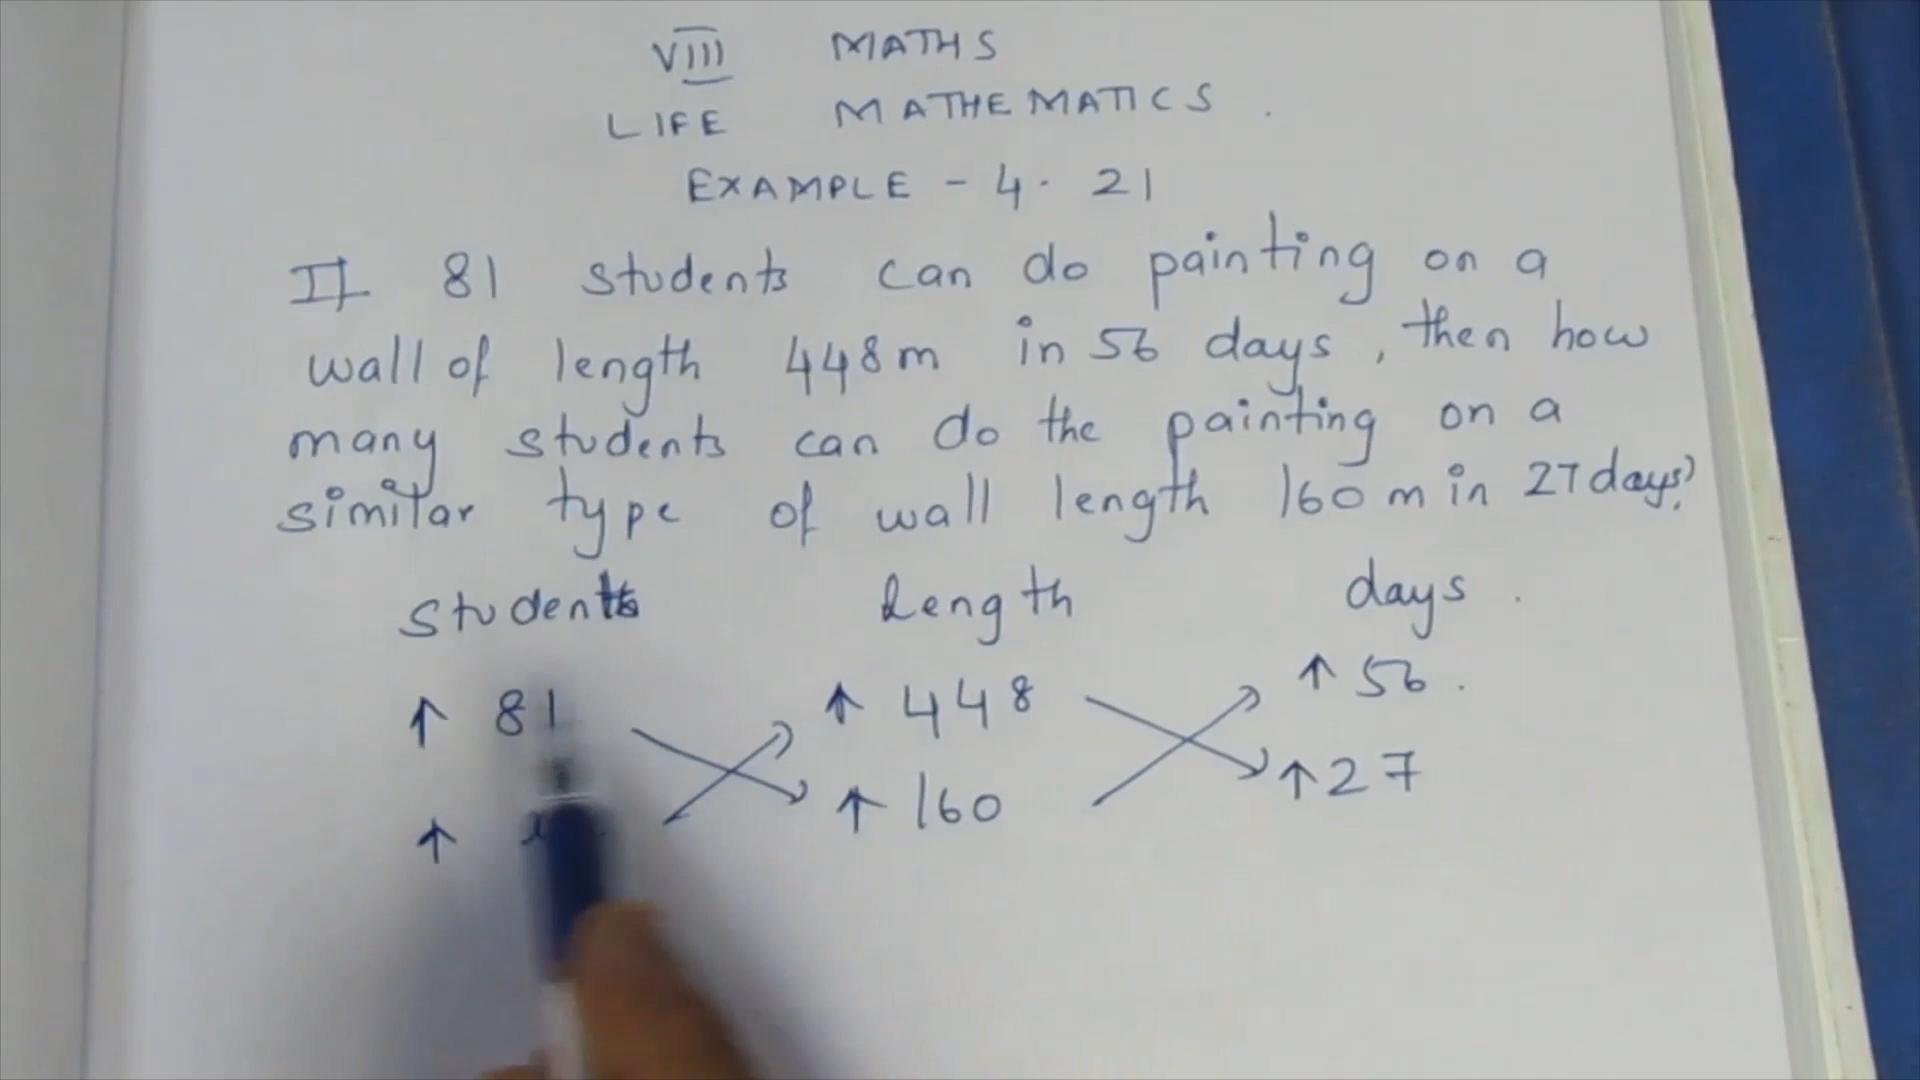 VIII MATHS
LIFE MATHEMATICS.
EXAMPLE - 4.21
If 81 students can do painting on a
wall of length 448m in 56 days, then how
many students can do the painting on a
similar type of wall length 160 m in 27 days?
students Length days.
↑ 81 ↑ 448 ↑ 56.
↑ ↑ 160 ↑ 27